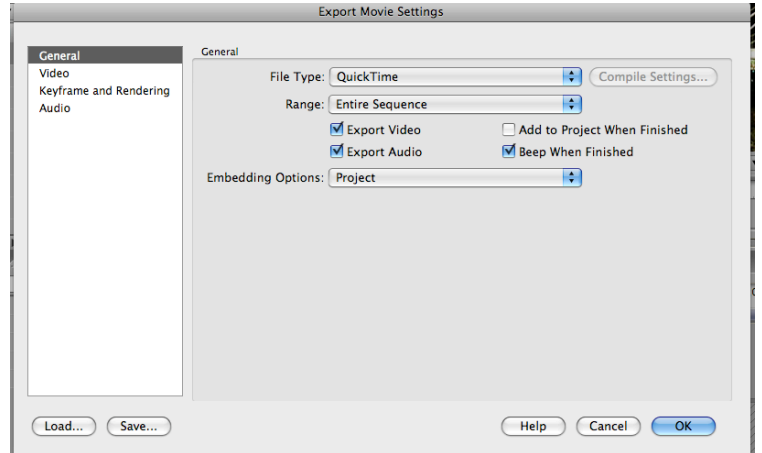 Export Movie Settings
General
Video
Keyframe and Rendering
Audio
General
File Type: QuickTime Compile Settings...
Range: Entire Sequence
Export Video Add to Project When Finished
Export Audio Beep When Finished
Embedding Options: Project
Load... Save... Help Cancel OK